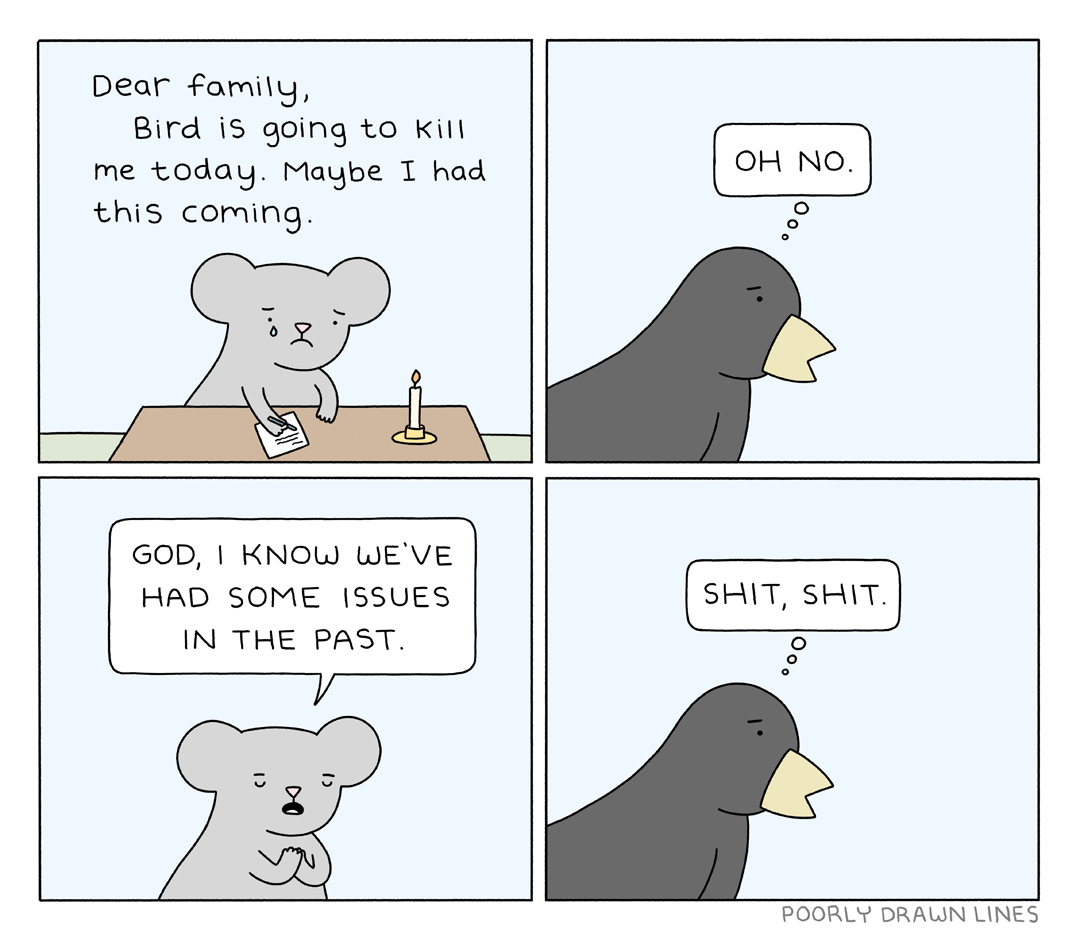 Dear family,
Bird is going to kill
me today. Maybe I had
this coming.
OH NO.
GOD, I KNOW WE'VE
HAD SOME ISSUES
IN THE PAST.
SHIT, SHIT.
POORLY DRAWN LINES